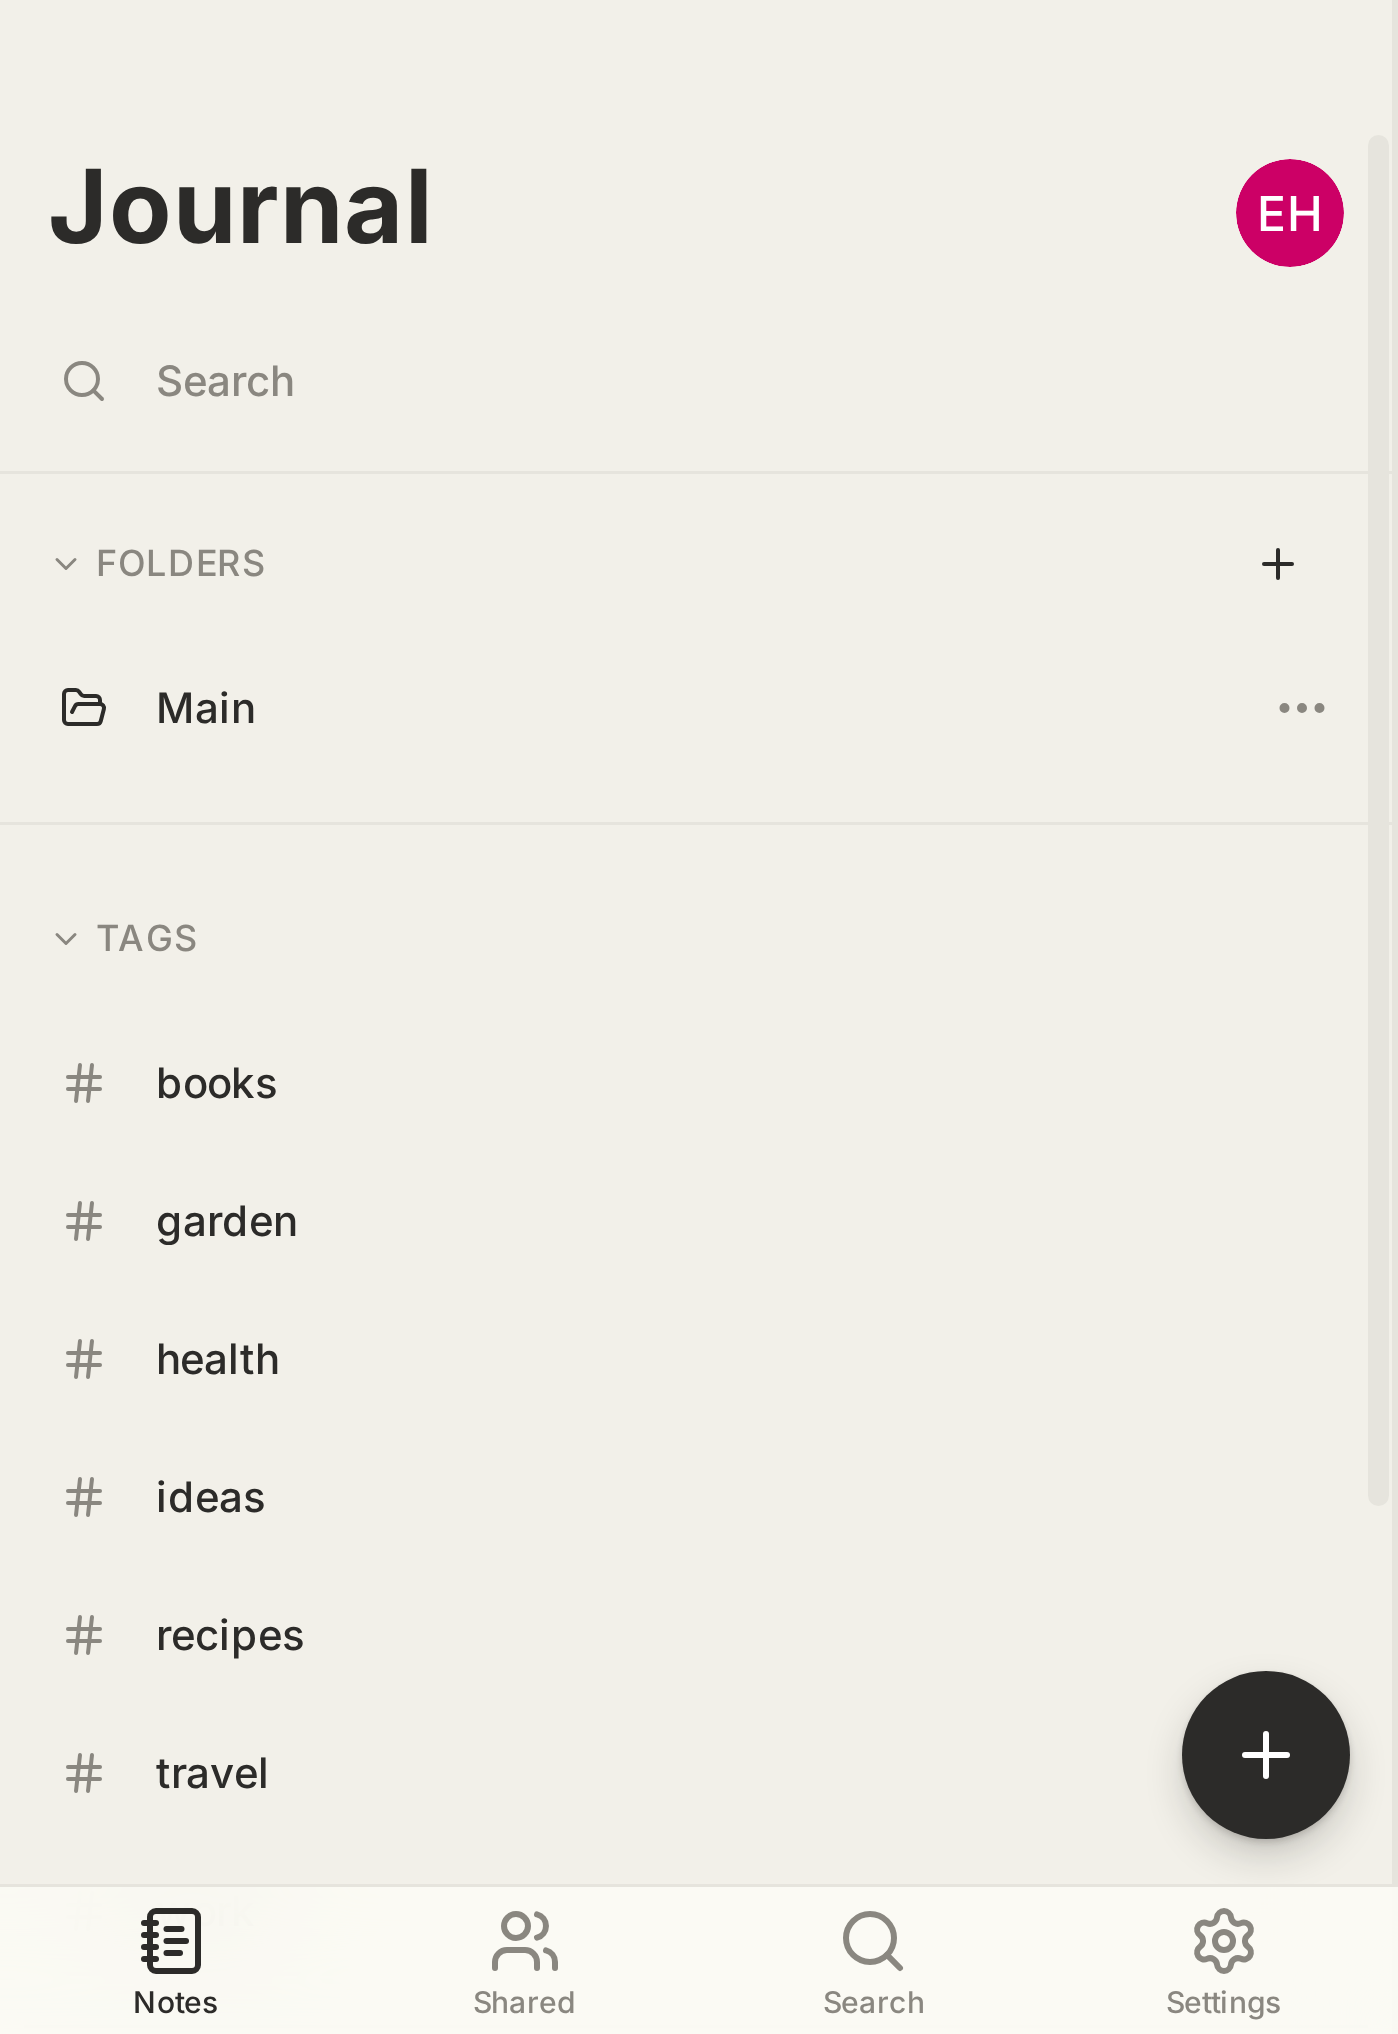 Journal
EH
Search
FOLDERS
Main
TAGS
# books
# garden
# health
# ideas
# recipes
# travel
Notes
Shared
Search
Settings